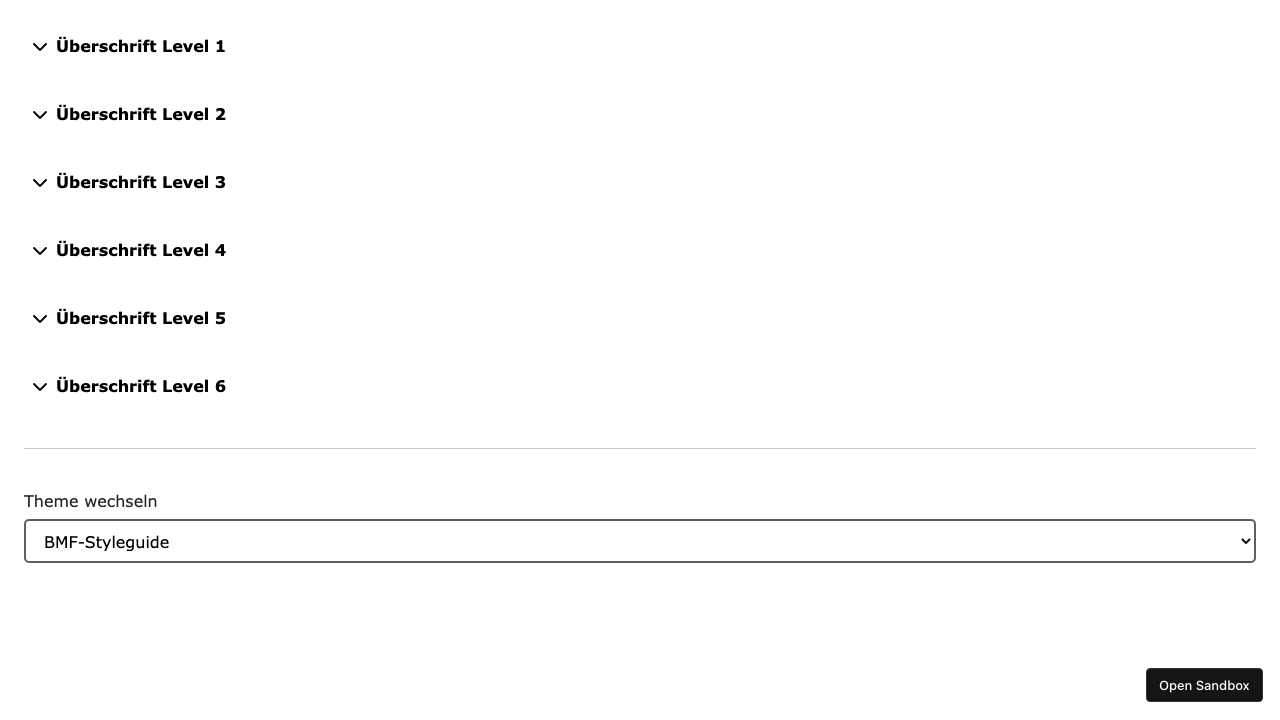 Überschrift Level 1
Überschrift Level 2
Überschrift Level 3
Überschrift Level 4
Überschrift Level 5
Überschrift Level 6
Theme wechseln
BMF-Styleguide
Open Sandbox